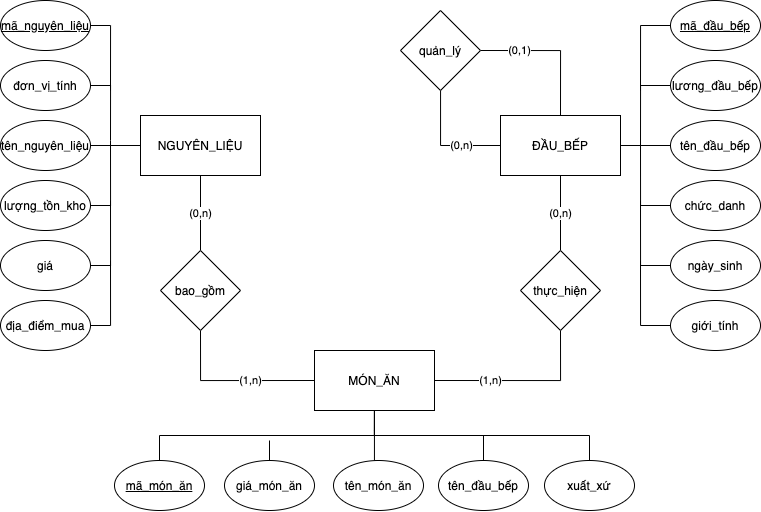 mã_nguyên_liệu
đơn_vị_tính
tên_nguyên_liệu
lượng_tồn_kho
giá
địa_điểm_mua
NGUYÊN_LIỆU
(0,n)
bao_gồm
(1,n)
quán_lý
(0,1)
(0,n)
ĐẦU_BẾP
(0,n)
thực_hiện
(1,n)
mã_đầu_bếp
lương_đầu_bếp
tên_đầu_bếp
chức_danh
ngày_sinh
giới_tính
MÓN_ĂN
mã_món_ăn
giá_món_ăn
tên_món_ăn
tên_đầu_bếp
xuất_xứ